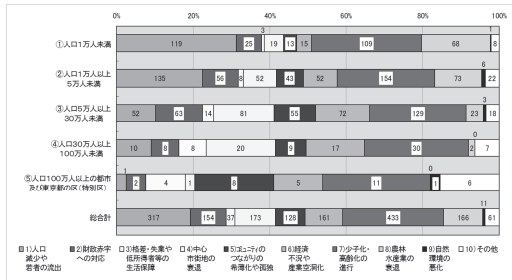 0% 20% 40% 60% 80% 100%
①人口1万人未満 119 25 3 19 13 15 109 68 1 8
②人口1万人以上
5万人未満 135 56 8 52 43 52 154 73 6 22
③人口5万人以上
30万人未満 52 63 14 81 55 72 129 23 3 18
④人口30万人以上
100万人未満 10 8 8 20 9 17 30 2 0 7
⑤人口100万人以上の都市
及び東京都の区(特別区) 1 2 4 1 8 5 11 0 1 6
総合計 317 154 37 173 128 161 433 166 11 61
1)人口
減少や
若者の流出
2)財政赤字
への対応
3)格差・失業や
低所得者等の
生活保障
4)中心
市街地の
衰退
5)コミュニティの
つながりの
希薄化や孤独
6)経済
不況や
産業空洞化
7)少子化・
高齢化の
進行
8)農林
水産業の
衰退
9)自然
環境の
悪化
10)その他